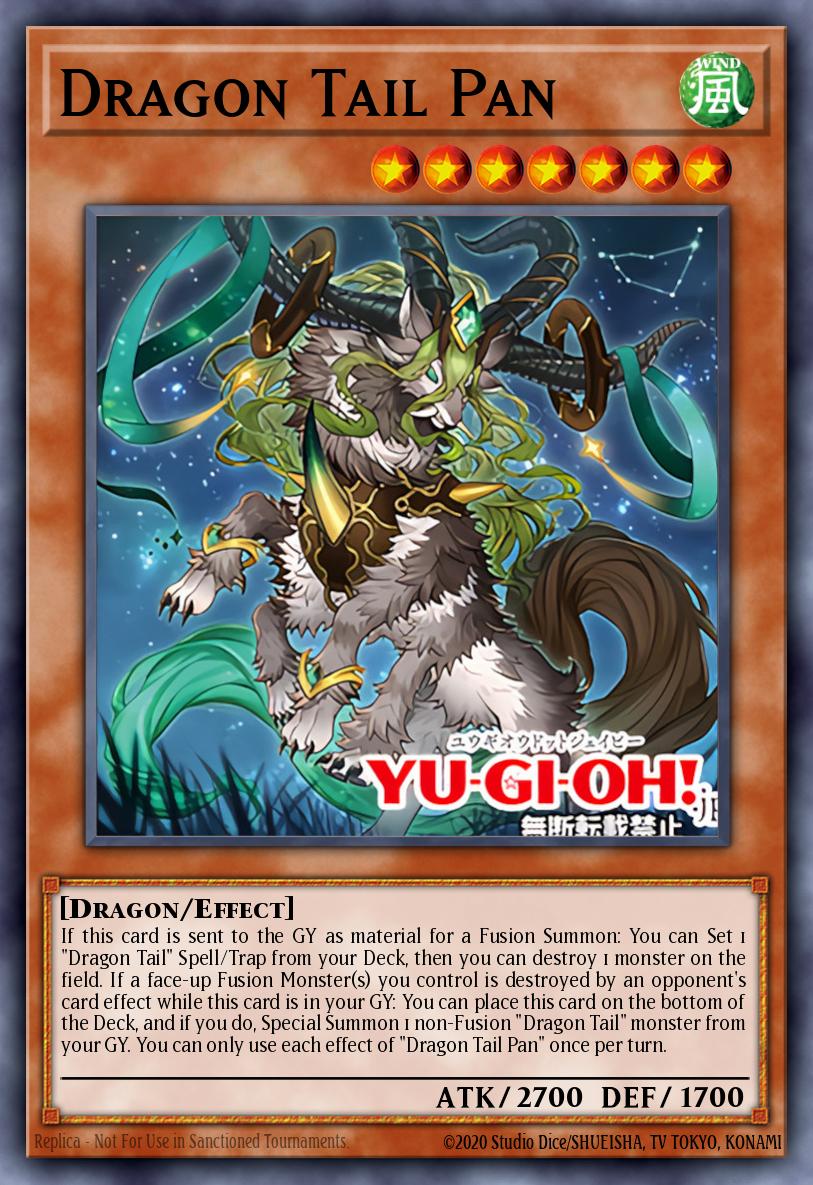 Dragon Tail Pan
WIND
風
ユウギオウドットジェイピー
YU-GI-OH!
無断転載禁止
[Dragon/Effect]
If this card is sent to the GY as material for a Fusion Summon: You can Set 1
"Dragon Tail" Spell/Trap from your Deck, then you can destroy 1 monster on the
field. If a face-up Fusion Monster(s) you control is destroyed by an opponent's
card effect while this card is in your GY: You can place this card on the bottom of
the Deck, and if you do, Special Summon 1 non-Fusion "Dragon Tail" monster from
your GY. You can only use each effect of "Dragon Tail Pan" once per turn.
ATK/2700 DEF/1700
Replica - Not For Use in Sanctioned Tournaments.
©2020 Studio Dice/SHUEISHA, TV TOKYO, KONAMI